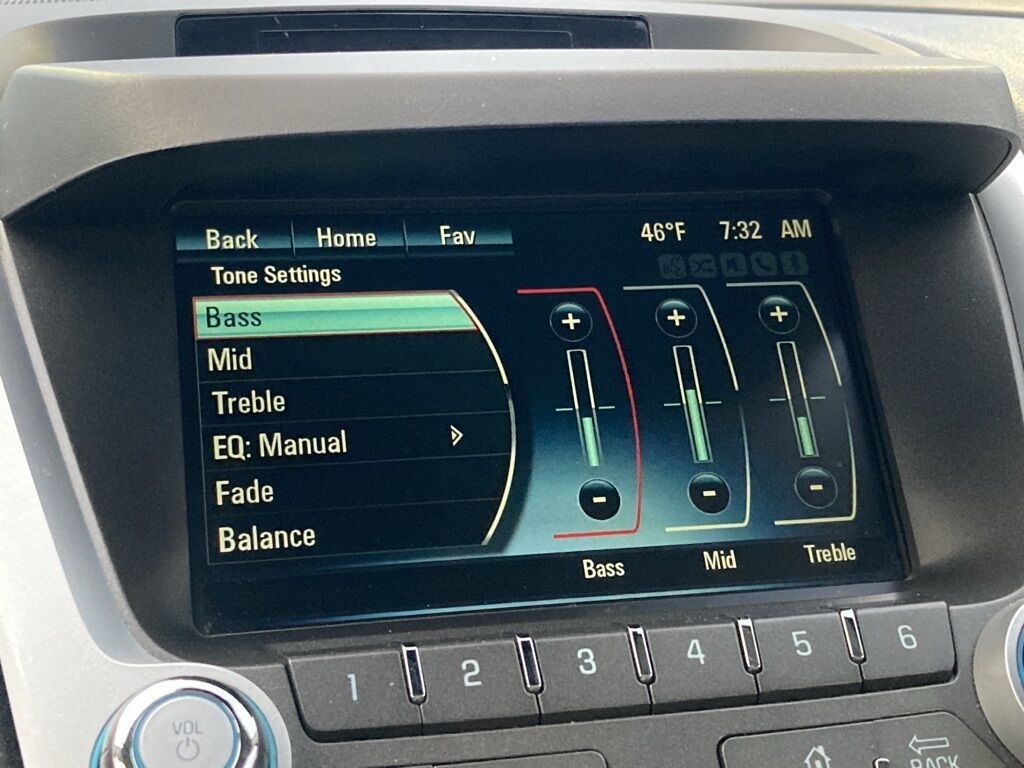 Back Home Fav 46°F 7:32 AM
Tone Settings
Bass
Mid
Treble
EQ: Manual
Fade
Balance
+ + +
- - -
Bass Mid Treble
1 2 3 4 5 6
VOL
BACK